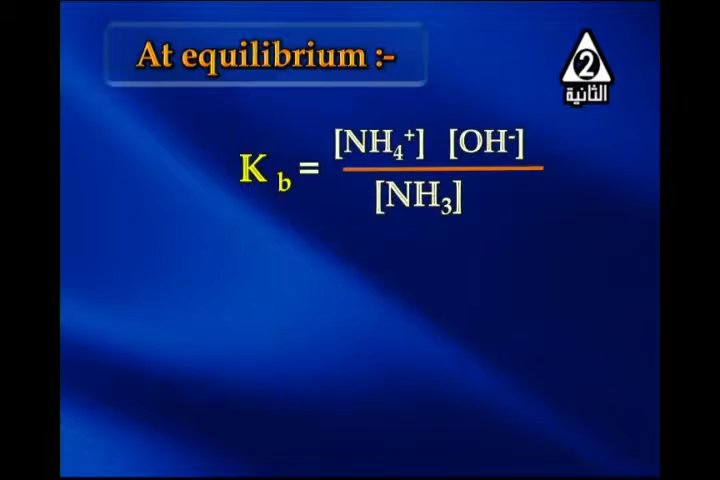 At equilibrium :-
2
الثانية
K b = [NH₄⁺] [OH⁻]
[NH₃]